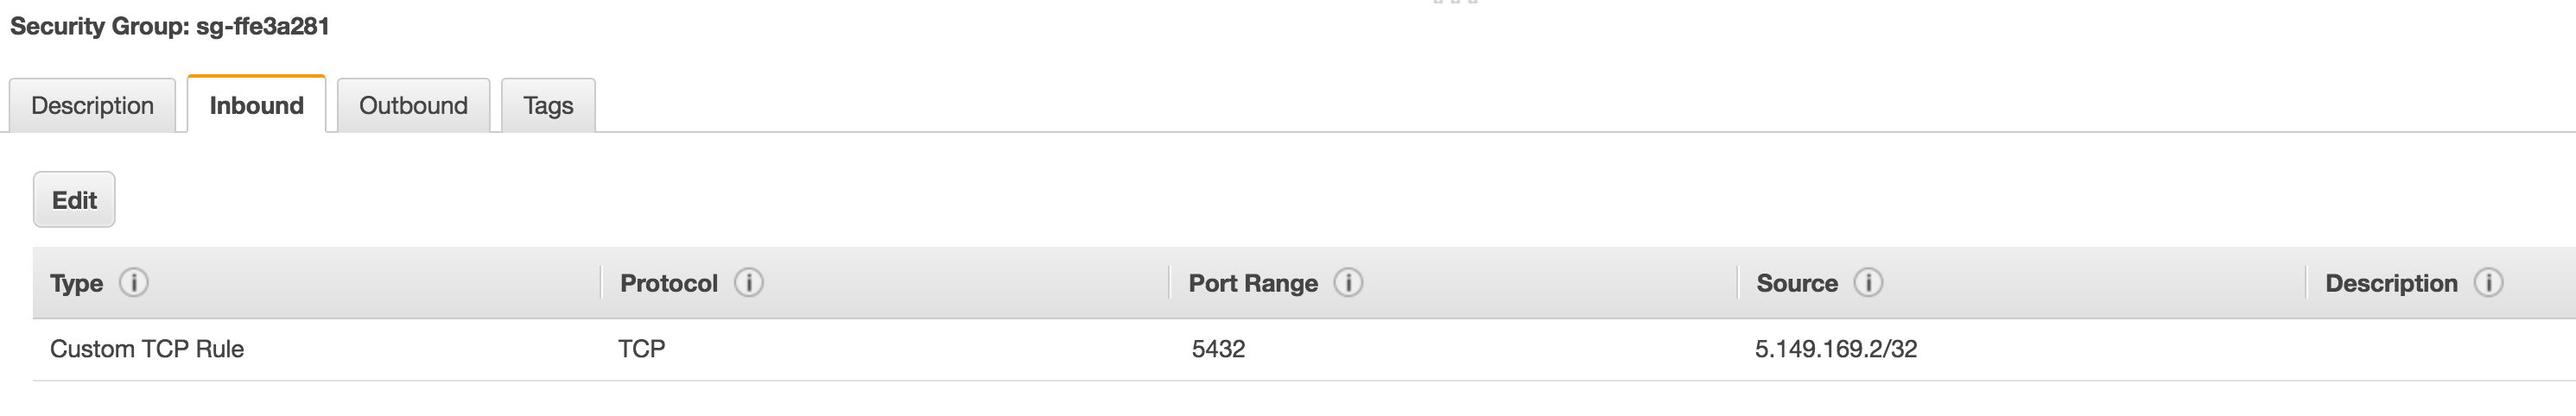 Security Group: sg-ffe3a281
Description Inbound Outbound Tags
Edit
Type Protocol Port Range Source Description
Custom TCP Rule TCP 5432 5.149.169.2/32